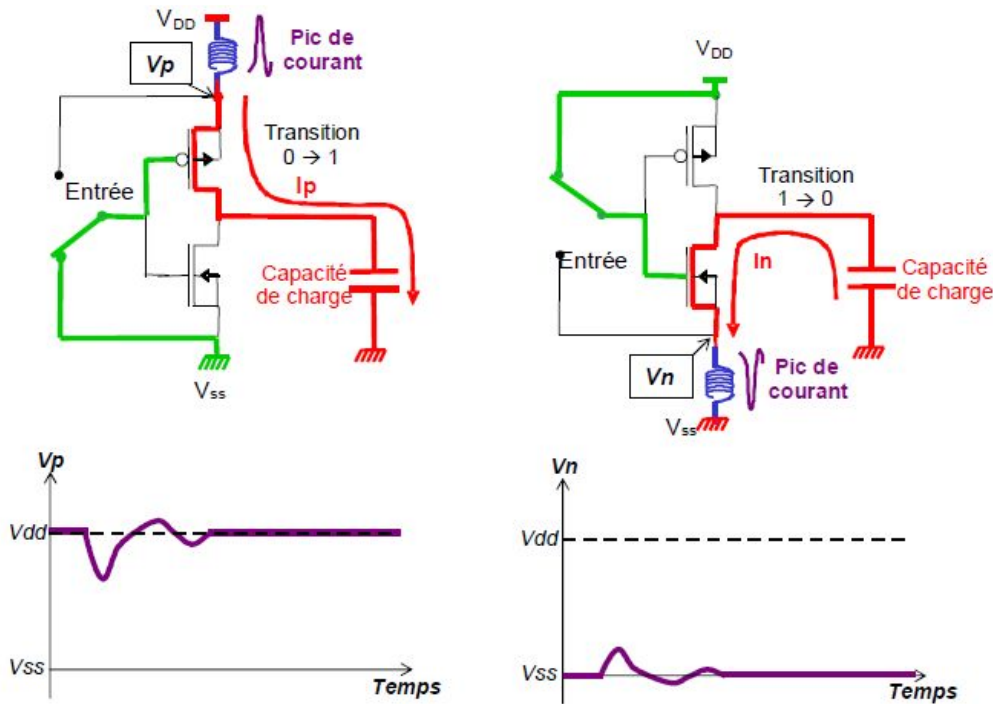 VDD
Pic de
courant
Vp
Transition
0 → 1
Ip
Entrée
Capacité
de charge
Vss
VDD
Transition
1 → 0
Entrée
In
Capacité
de charge
Vn
Pic de
courant
Vss
Vp
Vdd
Vss
Temps
Vn
Vdd
Vss
Temps